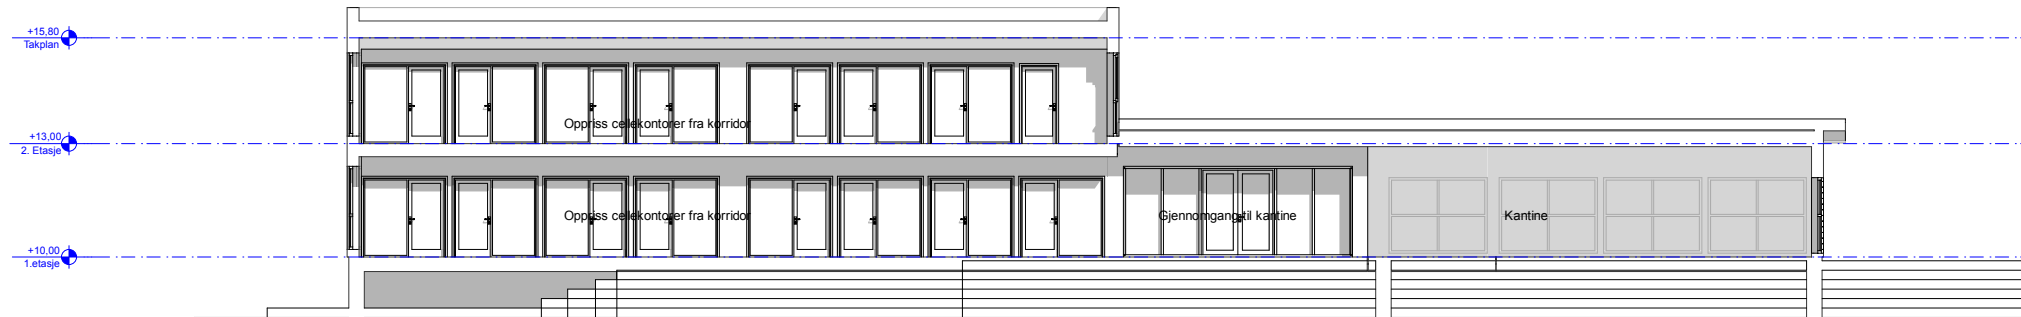 +15,80
Takplan
Oppriss cellekontorer fra korridor
+13,00
2. Etasje
Oppriss cellekontorer fra korridor
Gjennomgang til kantine
Kantine
+10,00
1.etasje